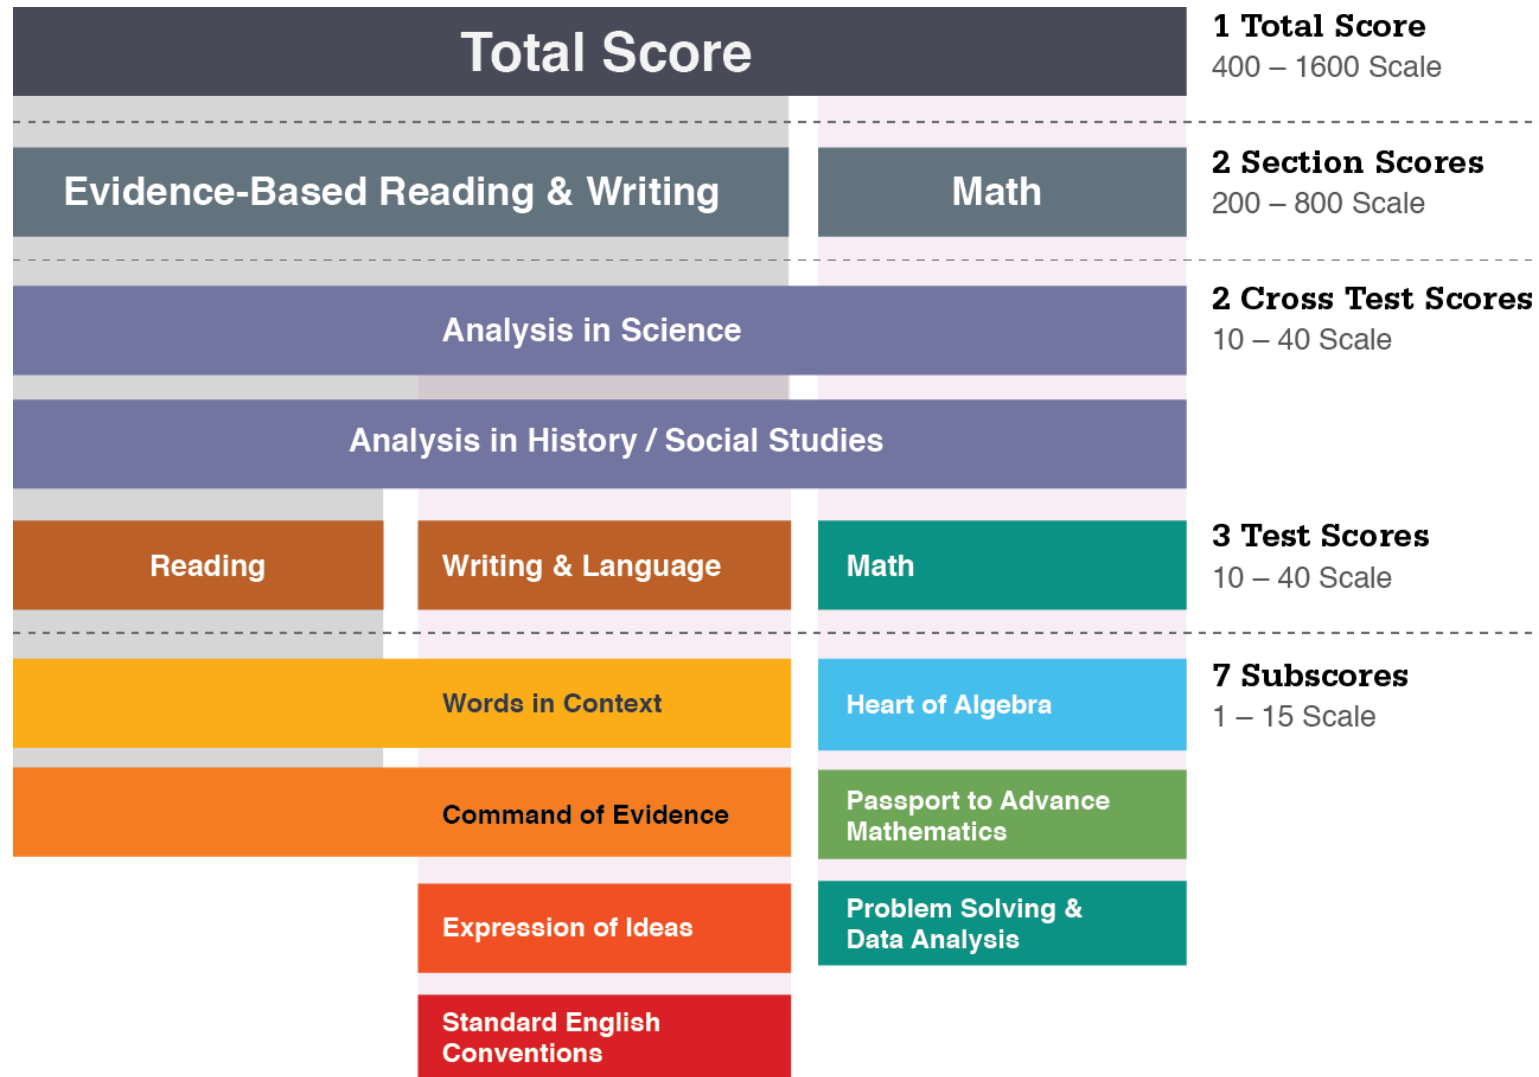 Total Score
1 Total Score
400 – 1600 Scale
Evidence-Based Reading & Writing
Math
2 Section Scores
200 – 800 Scale
Analysis in Science
2 Cross Test Scores
10 – 40 Scale
Analysis in History / Social Studies
Reading
Writing & Language
Math
3 Test Scores
10 – 40 Scale
Words in Context
Heart of Algebra
7 Subscores
1 – 15 Scale
Command of Evidence
Passport to Advance
Mathematics
Expression of Ideas
Problem Solving &
Data Analysis
Standard English
Conventions